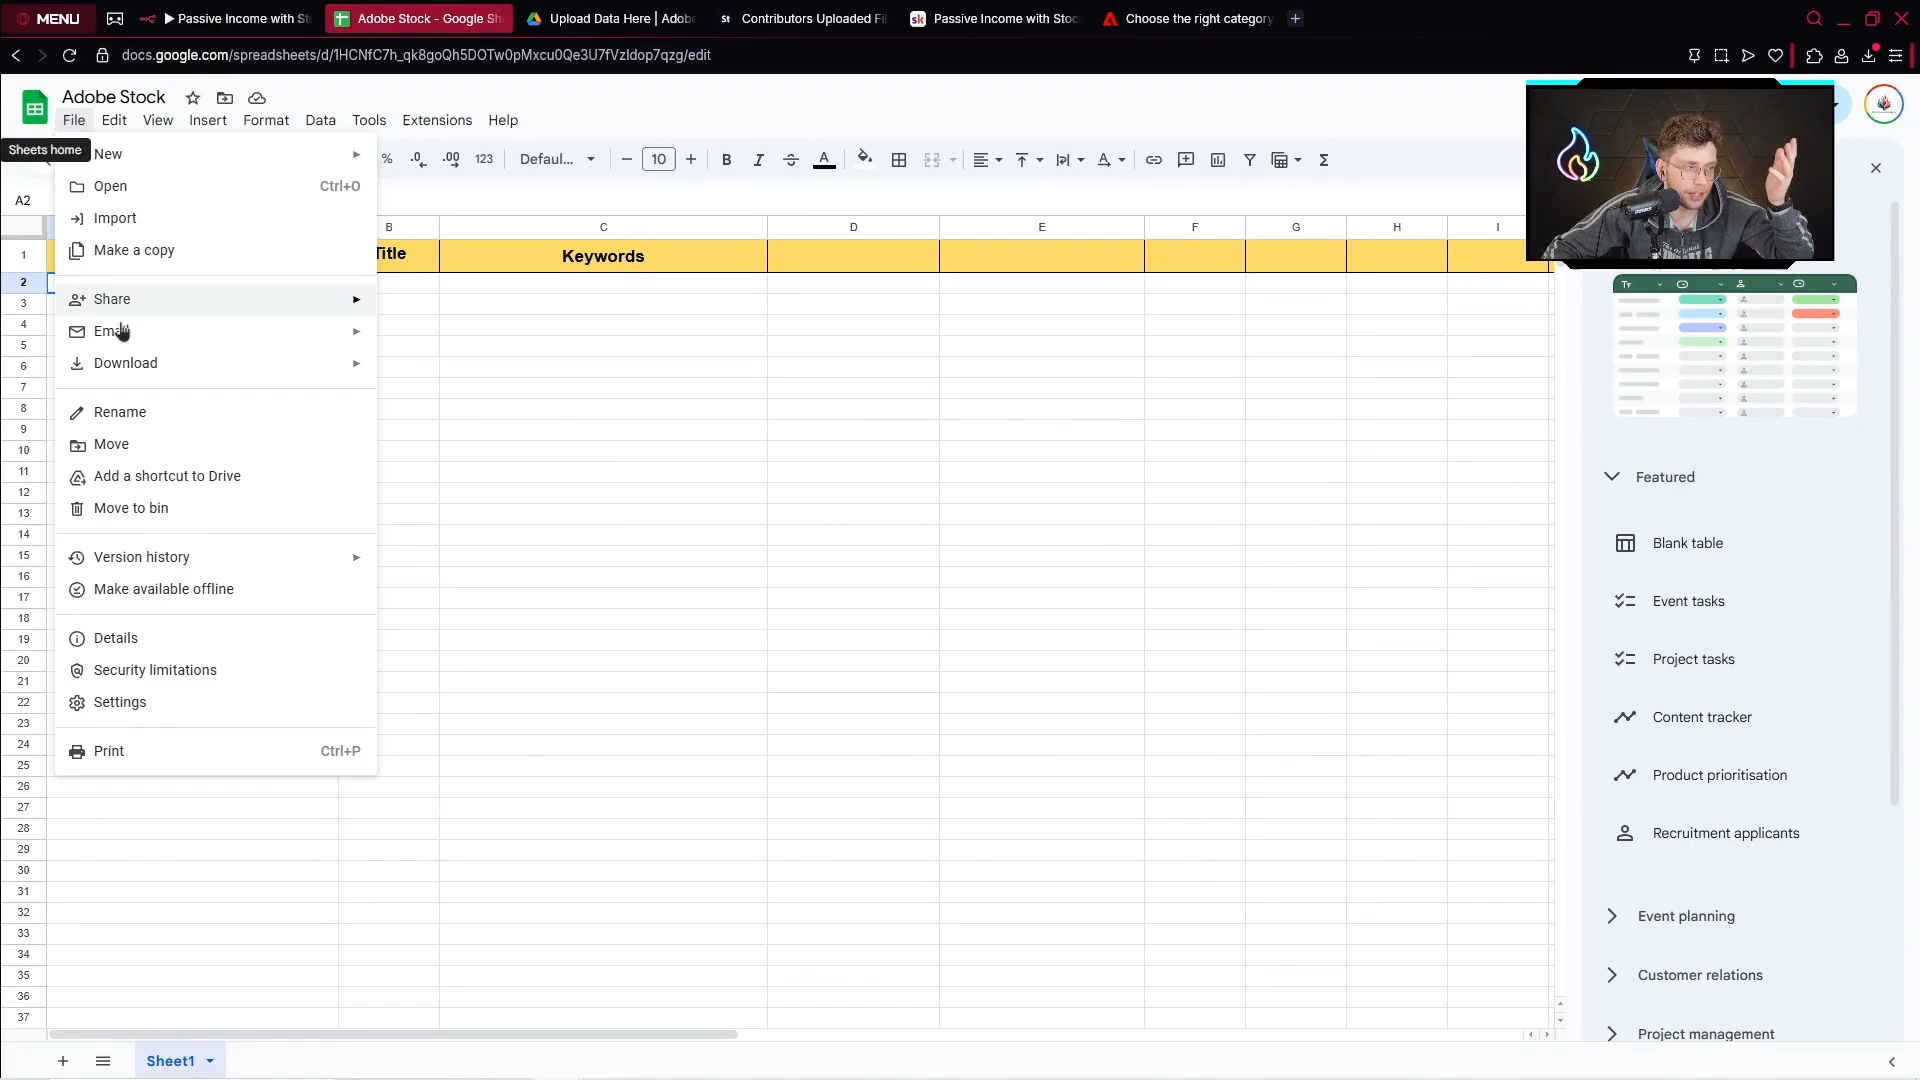 MENU
Passive Income with St
Adobe Stock - Google Sh
Upload Data Here | Adob
St
Contributors Uploaded Fil
sk
Passive Income with Stoc
Choose the right category
docs.google.com/spreadsheets/d/1HCNfC7h_qk8goQh5DOTw0pMxcu0Qe3U7fVzIdop7qzg/edit
Adobe Stock
File Edit View Insert Format Data Tools Extensions Help
Sheets home
% .0 .00 123 Defaul... 10 B I A
A2
New
Open Ctrl+O
Import
Make a copy
Share
Ema
Download
Rename
Move
Add a shortcut to Drive
Move to bin
Version history
Make available offline
Details
Security limitations
Settings
Print Ctrl+P
B C D E F G H I
1 Title Keywords
2
3
4
5
6
7
8
9
10
11
12
13
14
15
16
17
18
19
20
21
22
23
24
25
26
27
28
29
30
31
32
33
34
35
36
37
Tт
Featured
Blank table
Event tasks
Project tasks
Content tracker
Product prioritisation
Recruitment applicants
Event planning
Customer relations
Project management
Sheet1